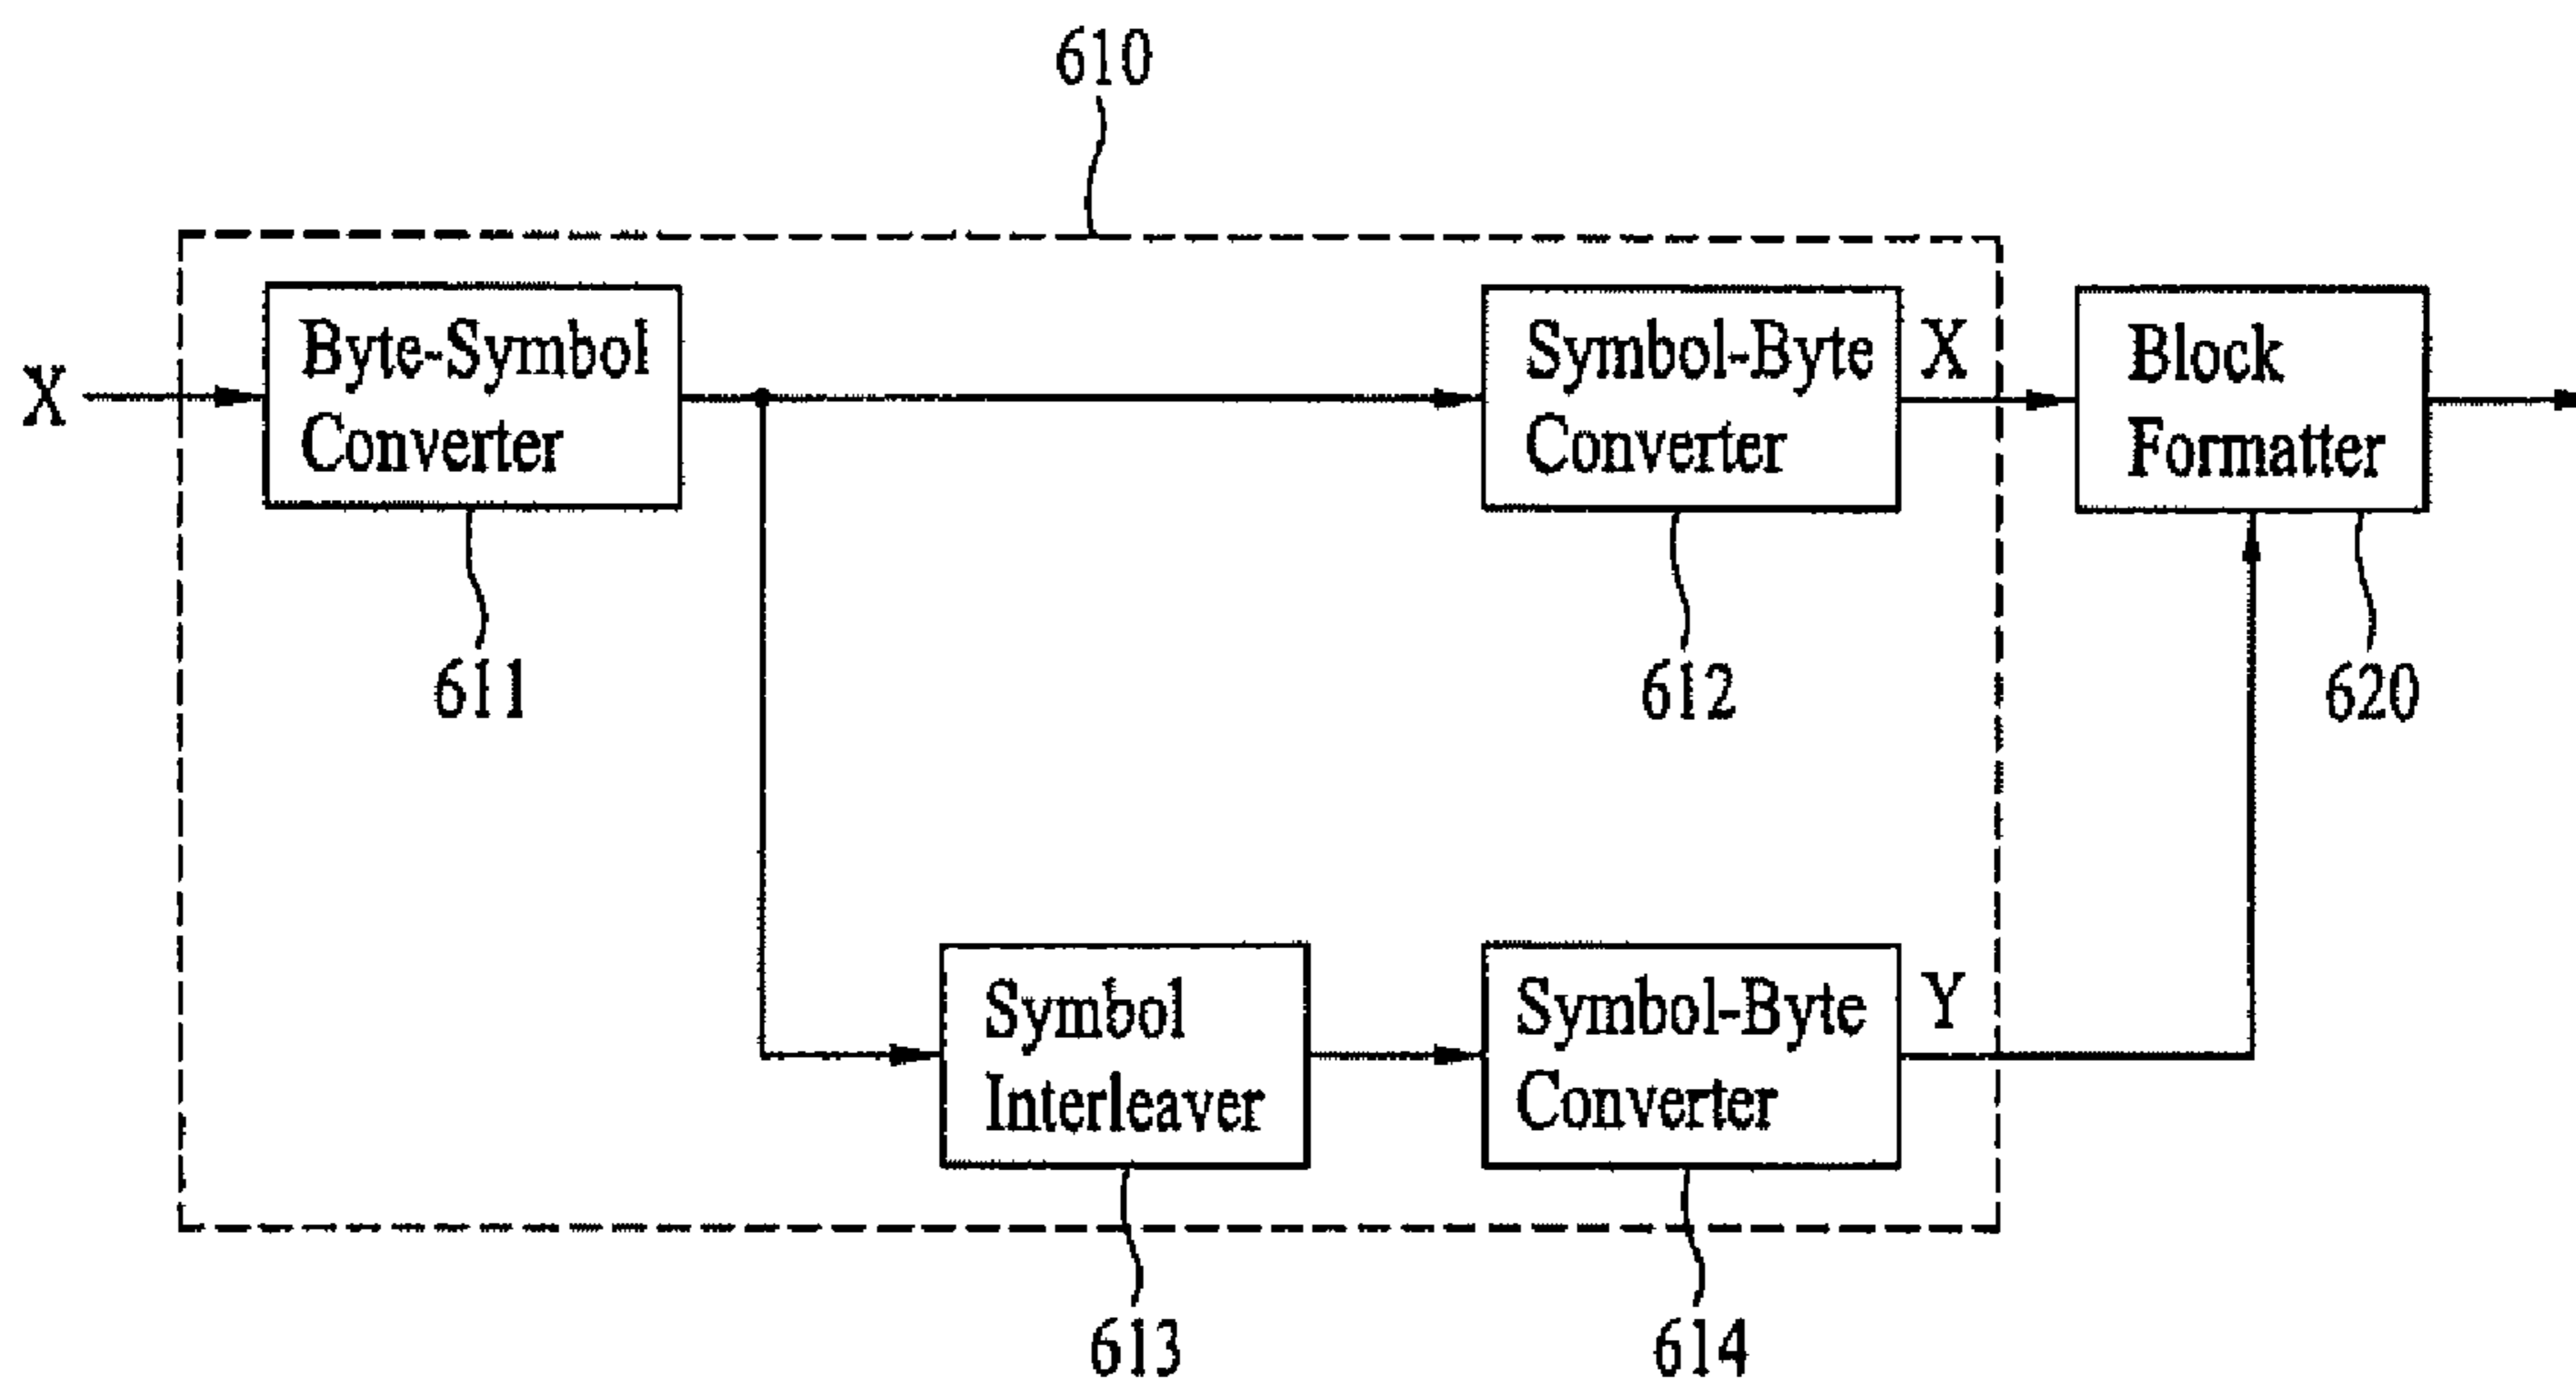 610
X
Byte-Symbol
Converter
611
Symbol-Byte
Converter
612
X
Block
Formatter
620
Symbol
Interleaver
613
Symbol-Byte
Converter
614
Y